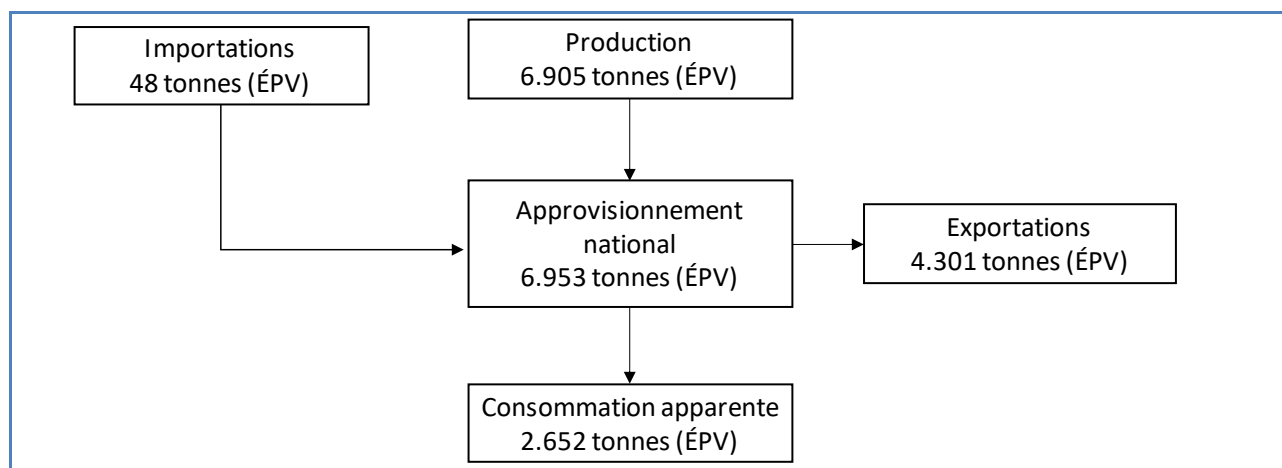 Importations
48 tonnes (ÉPV)
Production
6.905 tonnes (ÉPV)
Approvisionnement
national
6.953 tonnes (ÉPV)
Exportations
4.301 tonnes (ÉPV)
Consommation apparente
2.652 tonnes (ÉPV)